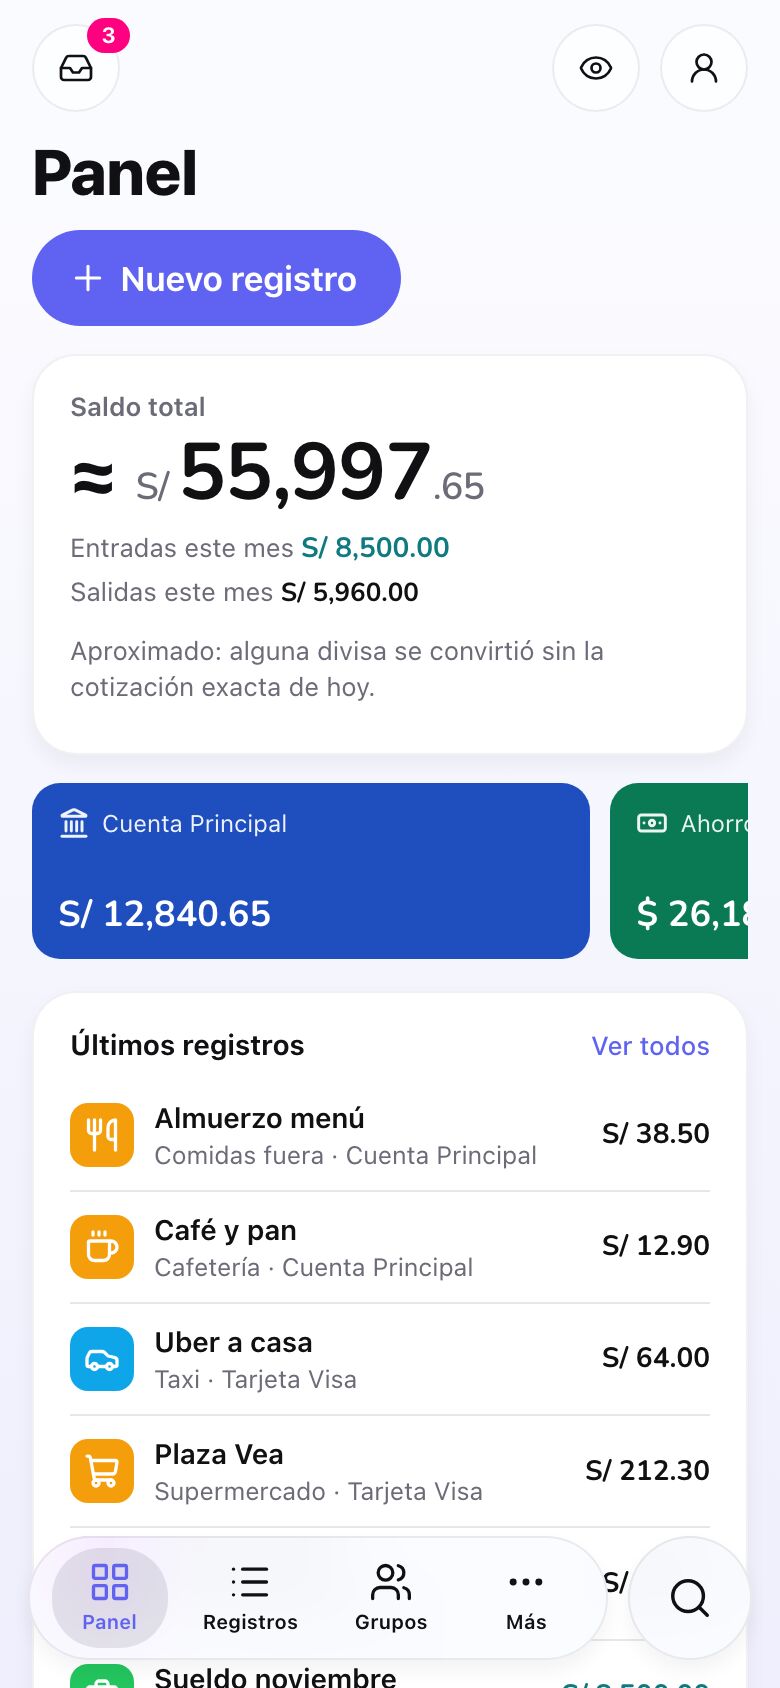 3
Panel
Nuevo registro
Saldo total
≈ S/ 55,997.65
Entradas este mes S/ 8,500.00
Salidas este mes S/ 5,960.00
Aproximado: alguna divisa se convirtió sin la
cotización exacta de hoy.
Cuenta Principal
S/ 12,840.65
$ 26,18
Últimos registros
Ver todos
Almuerzo menú
Comidas fuera · Cuenta Principal
S/ 38.50
Café y pan
Cafetería · Cuenta Principal
S/ 12.90
Uber a casa
Taxi · Tarjeta Visa
S/ 64.00
Plaza Vea
Supermercado · Tarjeta Visa
S/ 212.30
S/
Panel
Registros
Grupos
Más
Sueldo noviembre